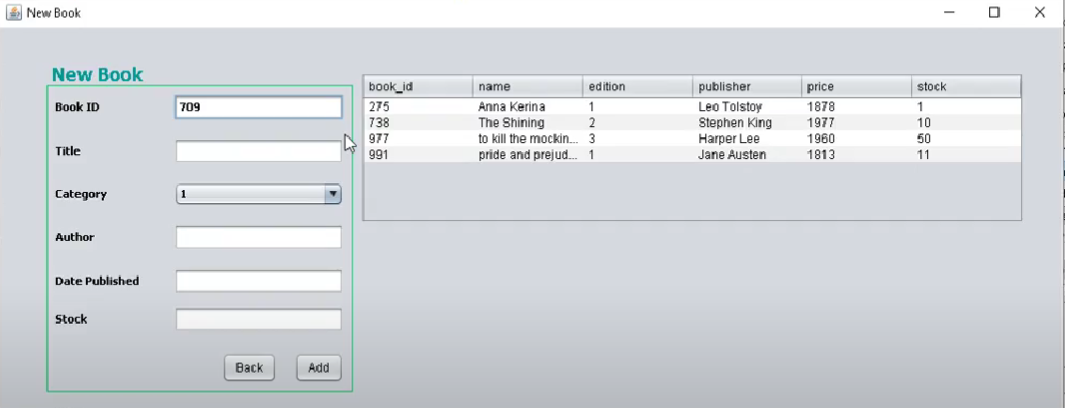 New Book
New Book
Book ID 709
Title
Category 1
Author
Date Published
Stock
Back Add
book_id name edition publisher price stock
275 Anna Kerina 1 Leo Tolstoy 1878 1
738 The Shining 2 Stephen King 1977 10
977 to kill the mockin... 3 Harper Lee 1960 50
991 pride and prejud... 1 Jane Austen 1813 11